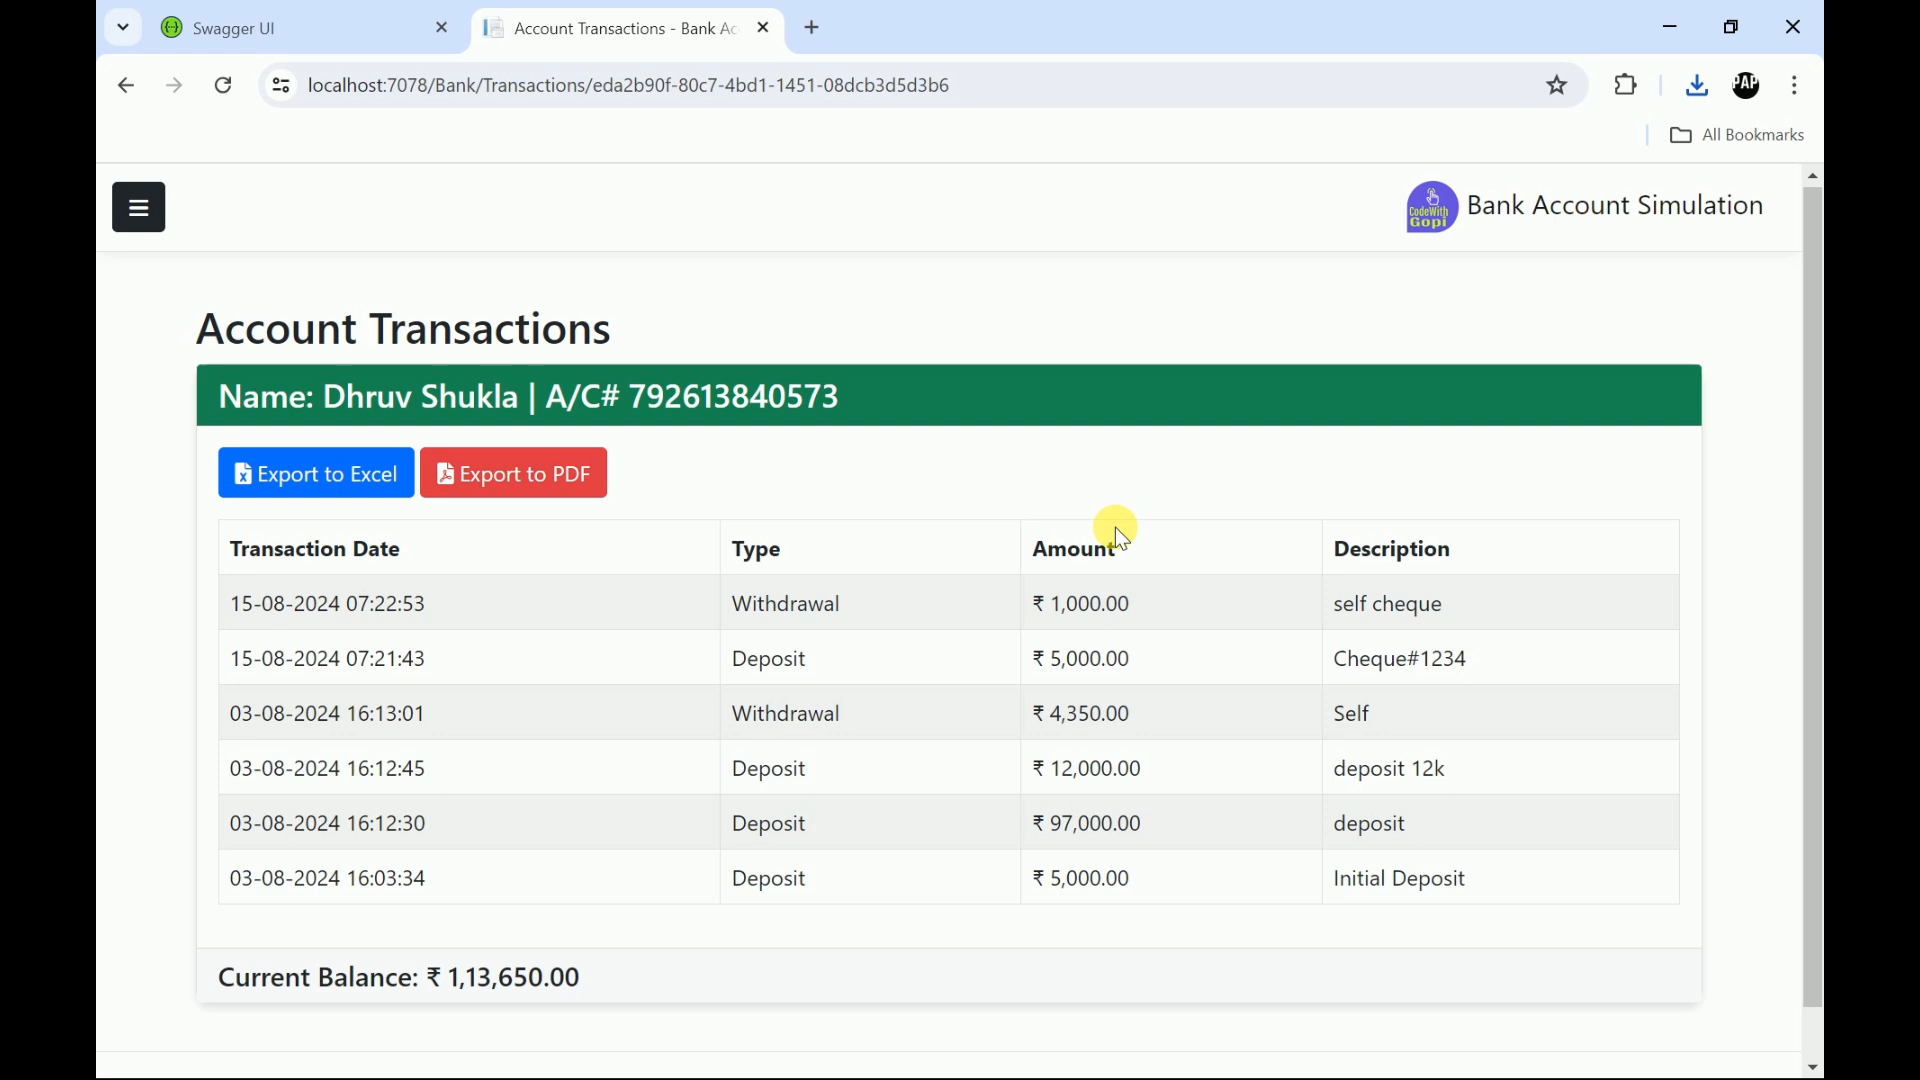 Swagger UI
Account Transactions - Bank Ac
localhost:7078/Bank/Transactions/eda2b90f-80c7-4bd1-1451-08dcb3d5d3b6
PAP
All Bookmarks
CodeWith
Gopi
Bank Account Simulation
Account Transactions
Name: Dhruv Shukla | A/C# 792613840573
Export to Excel
Export to PDF
Transaction Date Type Amount Description
15-08-2024 07:22:53 Withdrawal ₹ 1,000.00 self cheque
15-08-2024 07:21:43 Deposit ₹ 5,000.00 Cheque#1234
03-08-2024 16:13:01 Withdrawal ₹ 4,350.00 Self
03-08-2024 16:12:45 Deposit ₹ 12,000.00 deposit 12k
03-08-2024 16:12:30 Deposit ₹ 97,000.00 deposit
03-08-2024 16:03:34 Deposit ₹ 5,000.00 Initial Deposit
Current Balance: ₹ 1,13,650.00